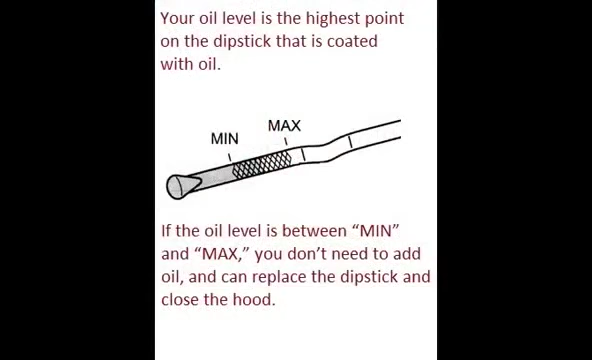 Your oil level is the highest point
on the dipstick that is coated
with oil.
MAX
MIN
If the oil level is between “MIN”
and “MAX,” you don’t need to add
oil, and can replace the dipstick and
close the hood.